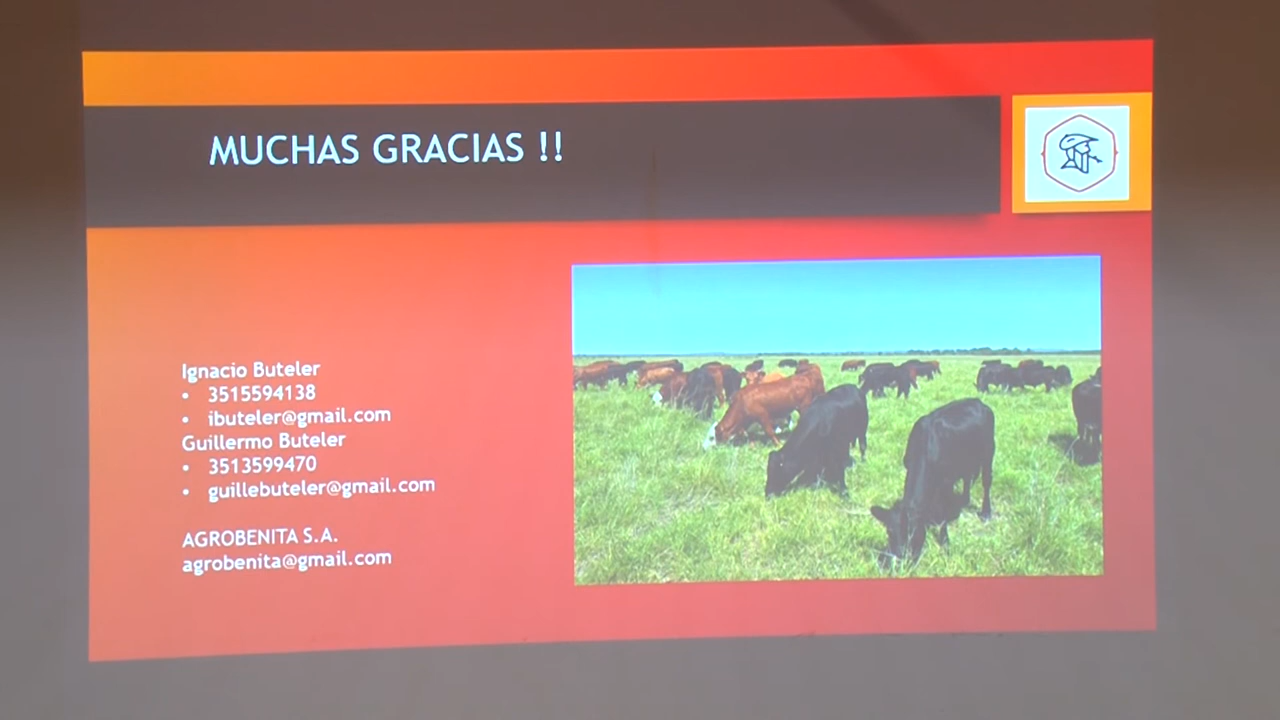 MUCHAS GRACIAS !!
Ignacio Buteler
• 3515594138
• ibuteler@gmail.com
Guillermo Buteler
• 3513599470
• guillebuteler@gmail.com
AGROBENITA S.A.
agrobenita@gmail.com